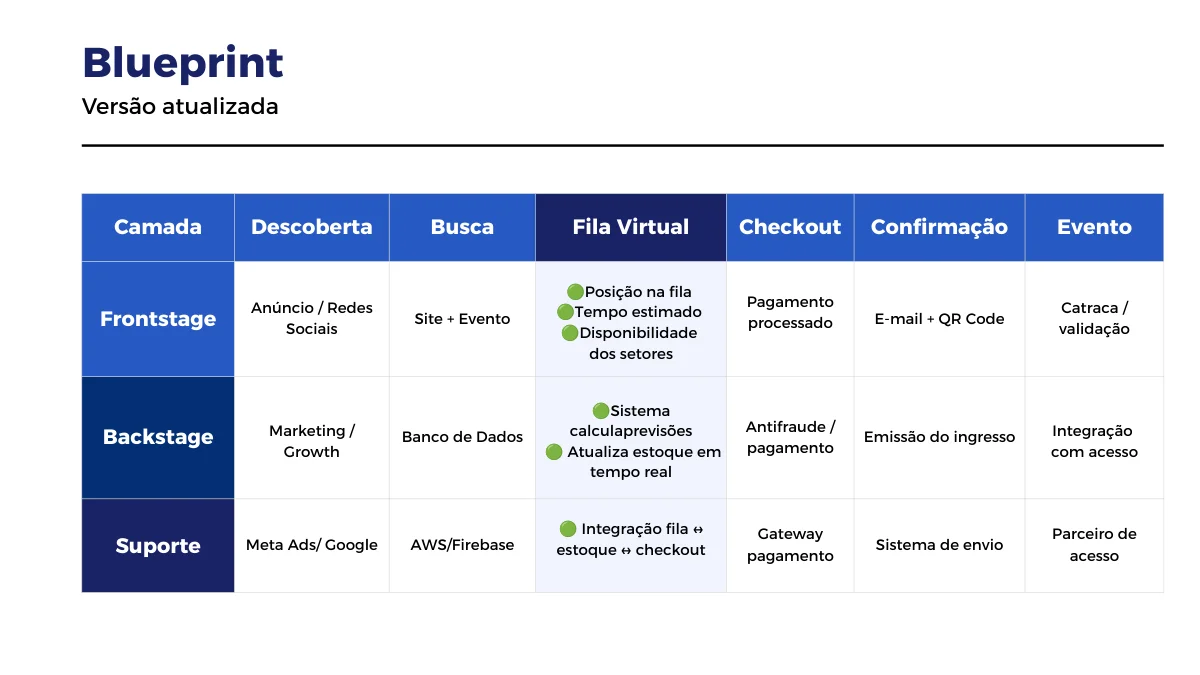 Blueprint
Versão atualizada
Camada
Descoberta
Busca
Fila Virtual
Checkout
Confirmação
Evento
Frontstage
Anúncio / Redes
Sociais
Site + Evento
🟢Posição na fila
🟢Tempo estimado
🟢Disponibilidade
dos setores
Pagamento
processado
E-mail + QR Code
Catraca /
validação
Backstage
Marketing /
Growth
Banco de Dados
🟢Sistema
calculaprevisões
🟢 Atualiza estoque em
tempo real
Antifraude /
pagamento
Emissão do ingresso
Integração
com acesso
Suporte
Meta Ads/ Google
AWS/Firebase
🟢 Integração fila ↔
estoque ↔ checkout
Gateway
pagamento
Sistema de envio
Parceiro de
acesso